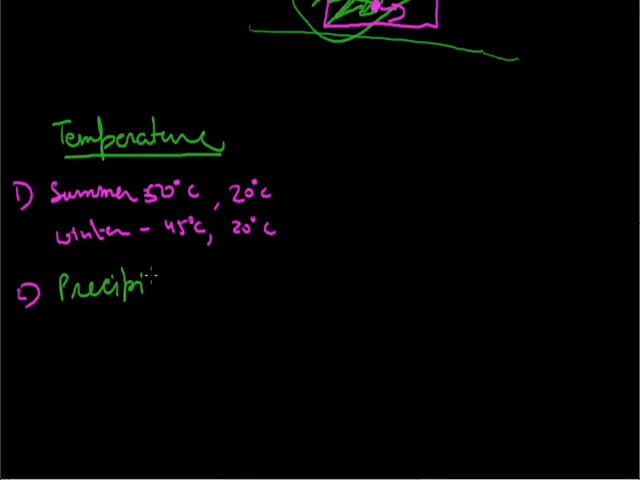 Temperature
1) Summer 50°C, 20°C
Winter - 45°C, 20°C
2) Precipi